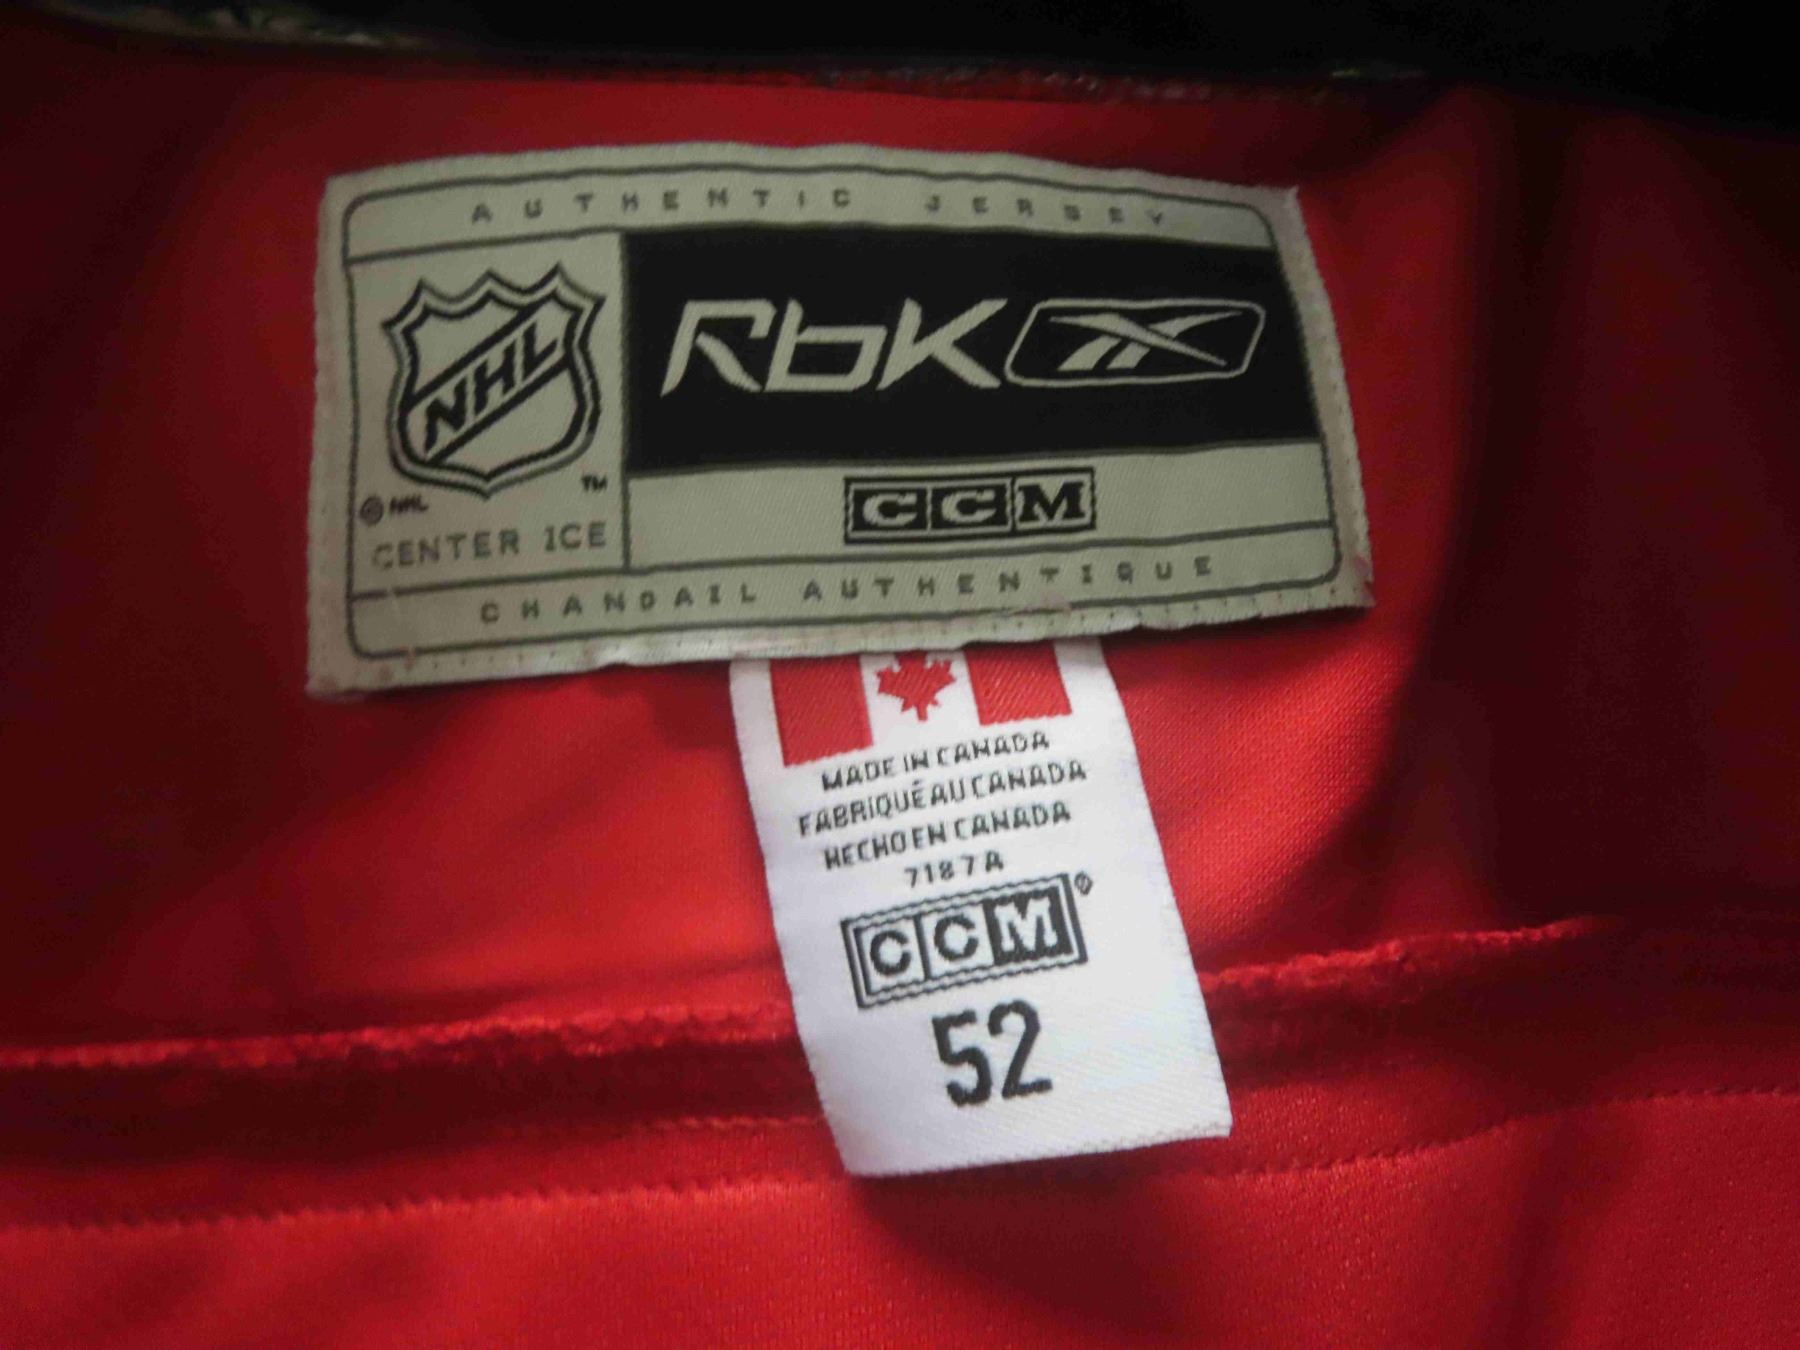 AUTHENTIC JERSEY
NHL
TM
© NHL
CENTER ICE
Rbk
CCM
CHANDAIL AUTHENTIQUE
MADE IN CANADA
FABRIQUÉ AU CANADA
HECHO EN CANADA
7187A
CCM®
52